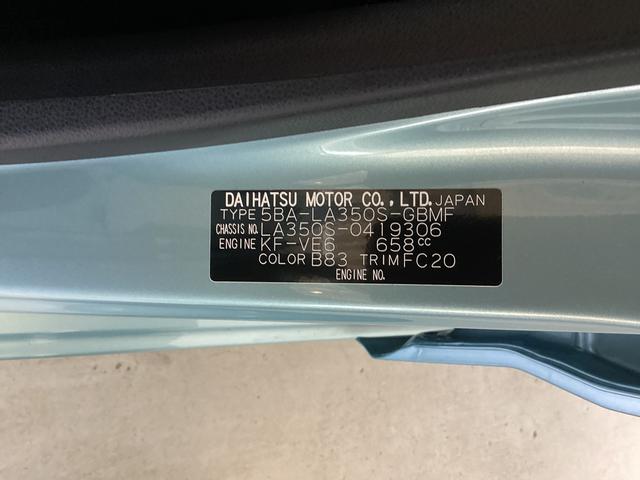 DAIHATSU MOTOR CO., LTD. JAPAN
TYPE 5BA-LA350S-GBMF
CHASSIS NO. LA350S-0419306
ENGINE KF-VE6 658CC
COLOR B83 TRIM FC20
ENGINE NO.